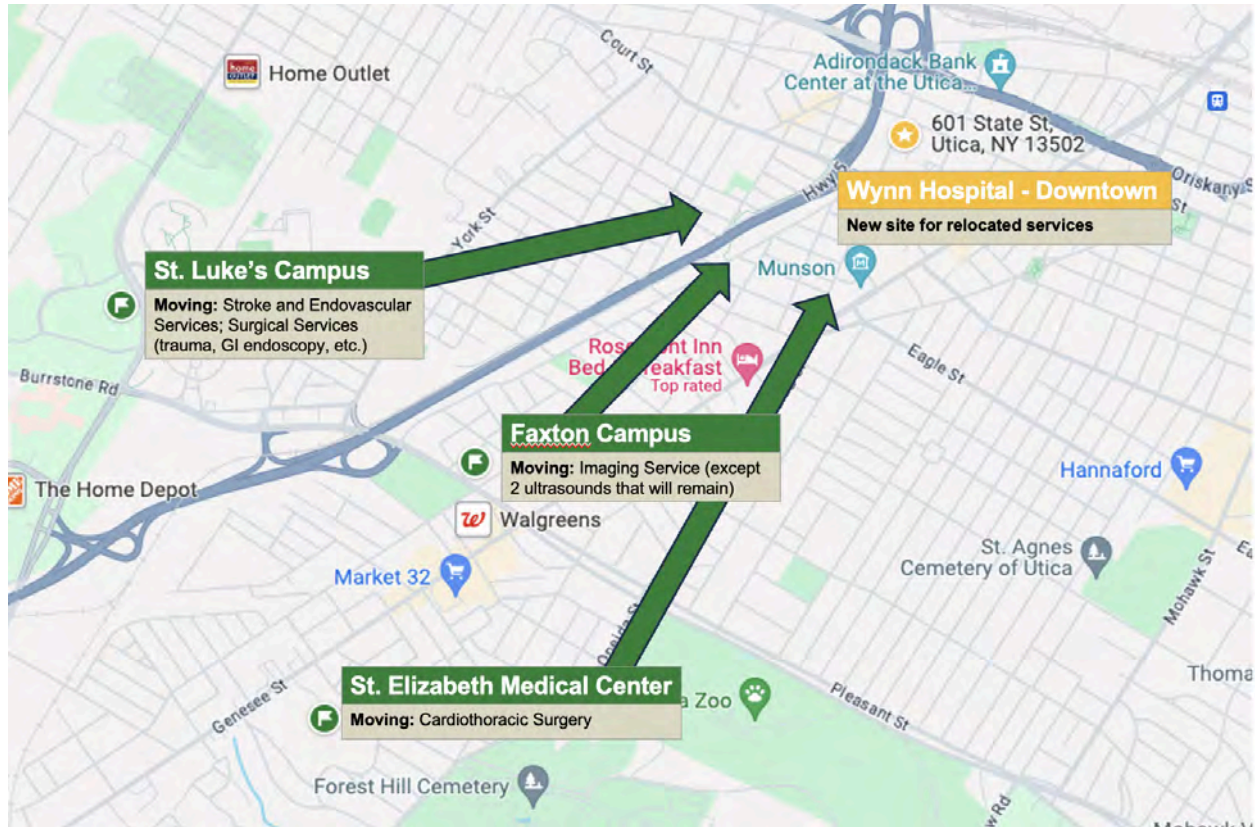 Court St
Adirondack Bank
Center at the Utica...
home
OUTLET
Home Outlet
601 State St,
Utica, NY 13502
Hwy 5
Oriskany S
Wynn Hospital - Downtown
St
New site for relocated services
York St
St. Luke's Campus
Moving: Stroke and Endovascular
Services; Surgical Services
(trauma, GI endoscopy, etc.)
Munson
Burrstone Rd
Eagle St
Bed
Top rated
Faxton Campus
Moving: Imaging Service (except
2 ultrasounds that will remain)
Hannaford
The Home Depot
Walgreens
St. Agnes
Cemetery of Utica
Market 32
Mohawk St
Oneida St
St. Elizabeth Medical Center
Moving: Cardiothoracic Surgery
Thoma
a Zoo
Pleasant St
Genesee St
Forest Hill Cemetery
w Rd